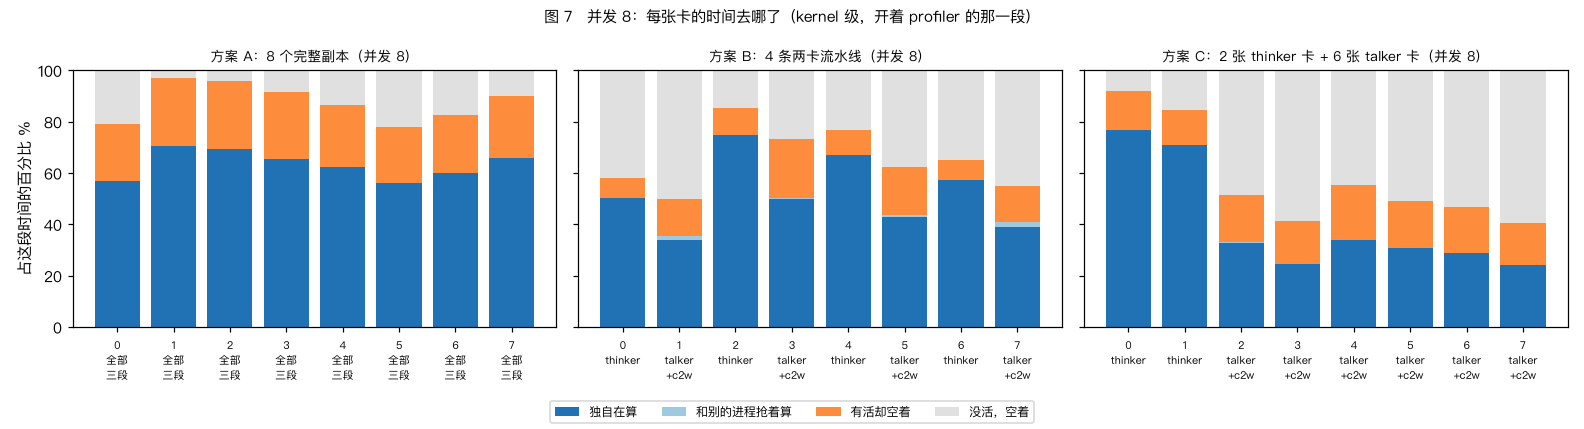 图 7　并发 8：每张卡的时间去哪了（kernel 级，开着 profiler 的那一段）
方案 A：8 个完整副本（并发 8）
占这段时间的百分比 %
100
80
60
40
20
0
0 1 2 3 4 5 6 7
全部 全部 全部 全部 全部 全部 全部 全部
三段 三段 三段 三段 三段 三段 三段 三段
方案 B：4 条两卡流水线（并发 8）
0 1 2 3 4 5 6 7
thinker talker thinker talker thinker talker thinker talker
+c2w +c2w +c2w +c2w
方案 C：2 张 thinker 卡 + 6 张 talker 卡（并发 8）
0 1 2 3 4 5 6 7
thinker thinker talker talker talker talker talker talker
+c2w +c2w +c2w +c2w +c2w +c2w
独自在算 和别的进程抢着算 有活却空着 没活，空着